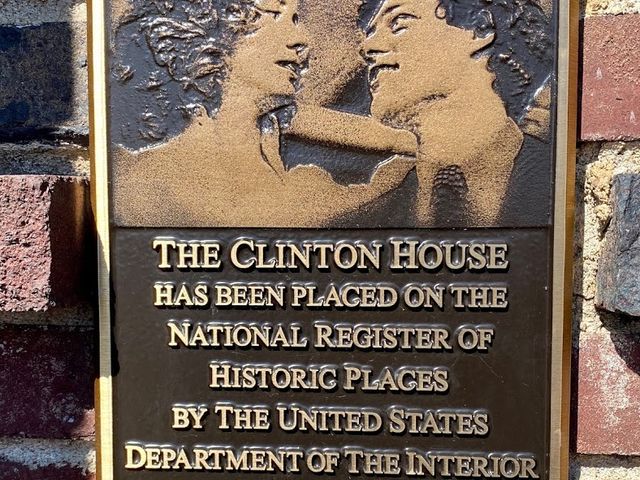 THE CLINTON HOUSE
HAS BEEN PLACED ON THE
NATIONAL REGISTER OF
HISTORIC PLACES
BY THE UNITED STATES
DEPARTMENT OF THE INTERIOR